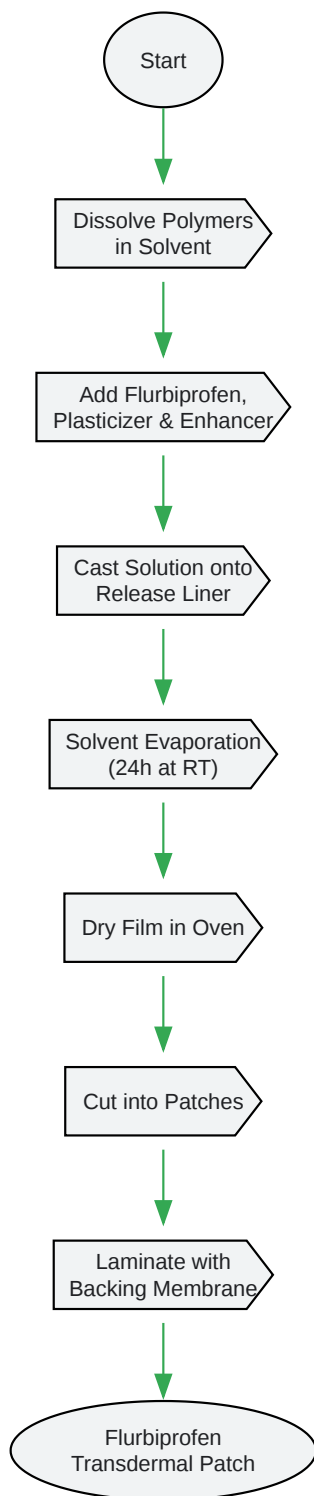 Start
Dissolve Polymers
in Solvent
Add Flurbiprofen,
Plasticizer & Enhancer
Cast Solution onto
Release Liner
Solvent Evaporation
(24h at RT)
Dry Film in Oven
Cut into Patches
Laminate with
Backing Membrane
Flurbiprofen
Transdermal Patch